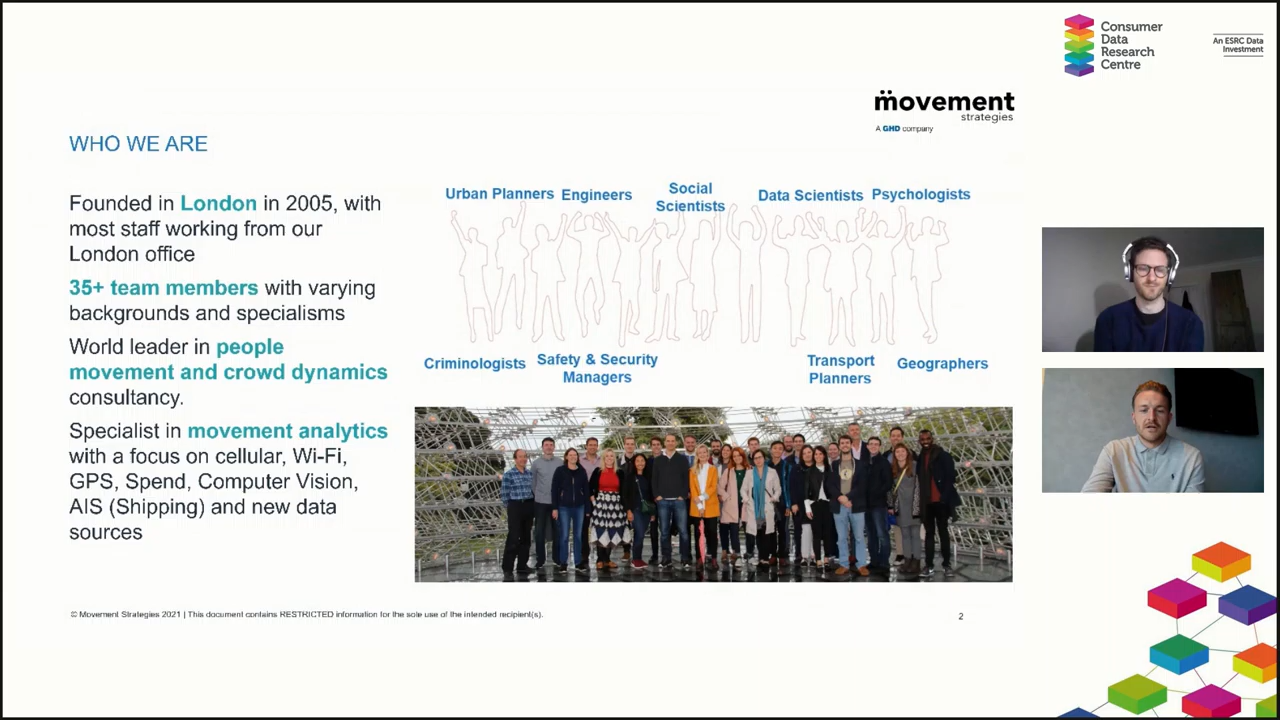 Consumer
Data
Research
Centre
An ESRC Data
Investment
movement
strategies
A GHD company
WHO WE ARE
Founded in London in 2005, with
most staff working from our
London office
35+ team members with varying
backgrounds and specialisms
World leader in people
movement and crowd dynamics
consultancy.
Specialist in movement analytics
with a focus on cellular, Wi-Fi,
GPS, Spend, Computer Vision,
AIS (Shipping) and new data
sources
Urban Planners
Engineers
Social
Scientists
Data Scientists
Psychologists
Criminologists
Safety & Security
Managers
Transport
Planners
Geographers
© Movement Strategies 2021 | This document contains RESTRICTED information for the sole use of the intended recipient(s).
2